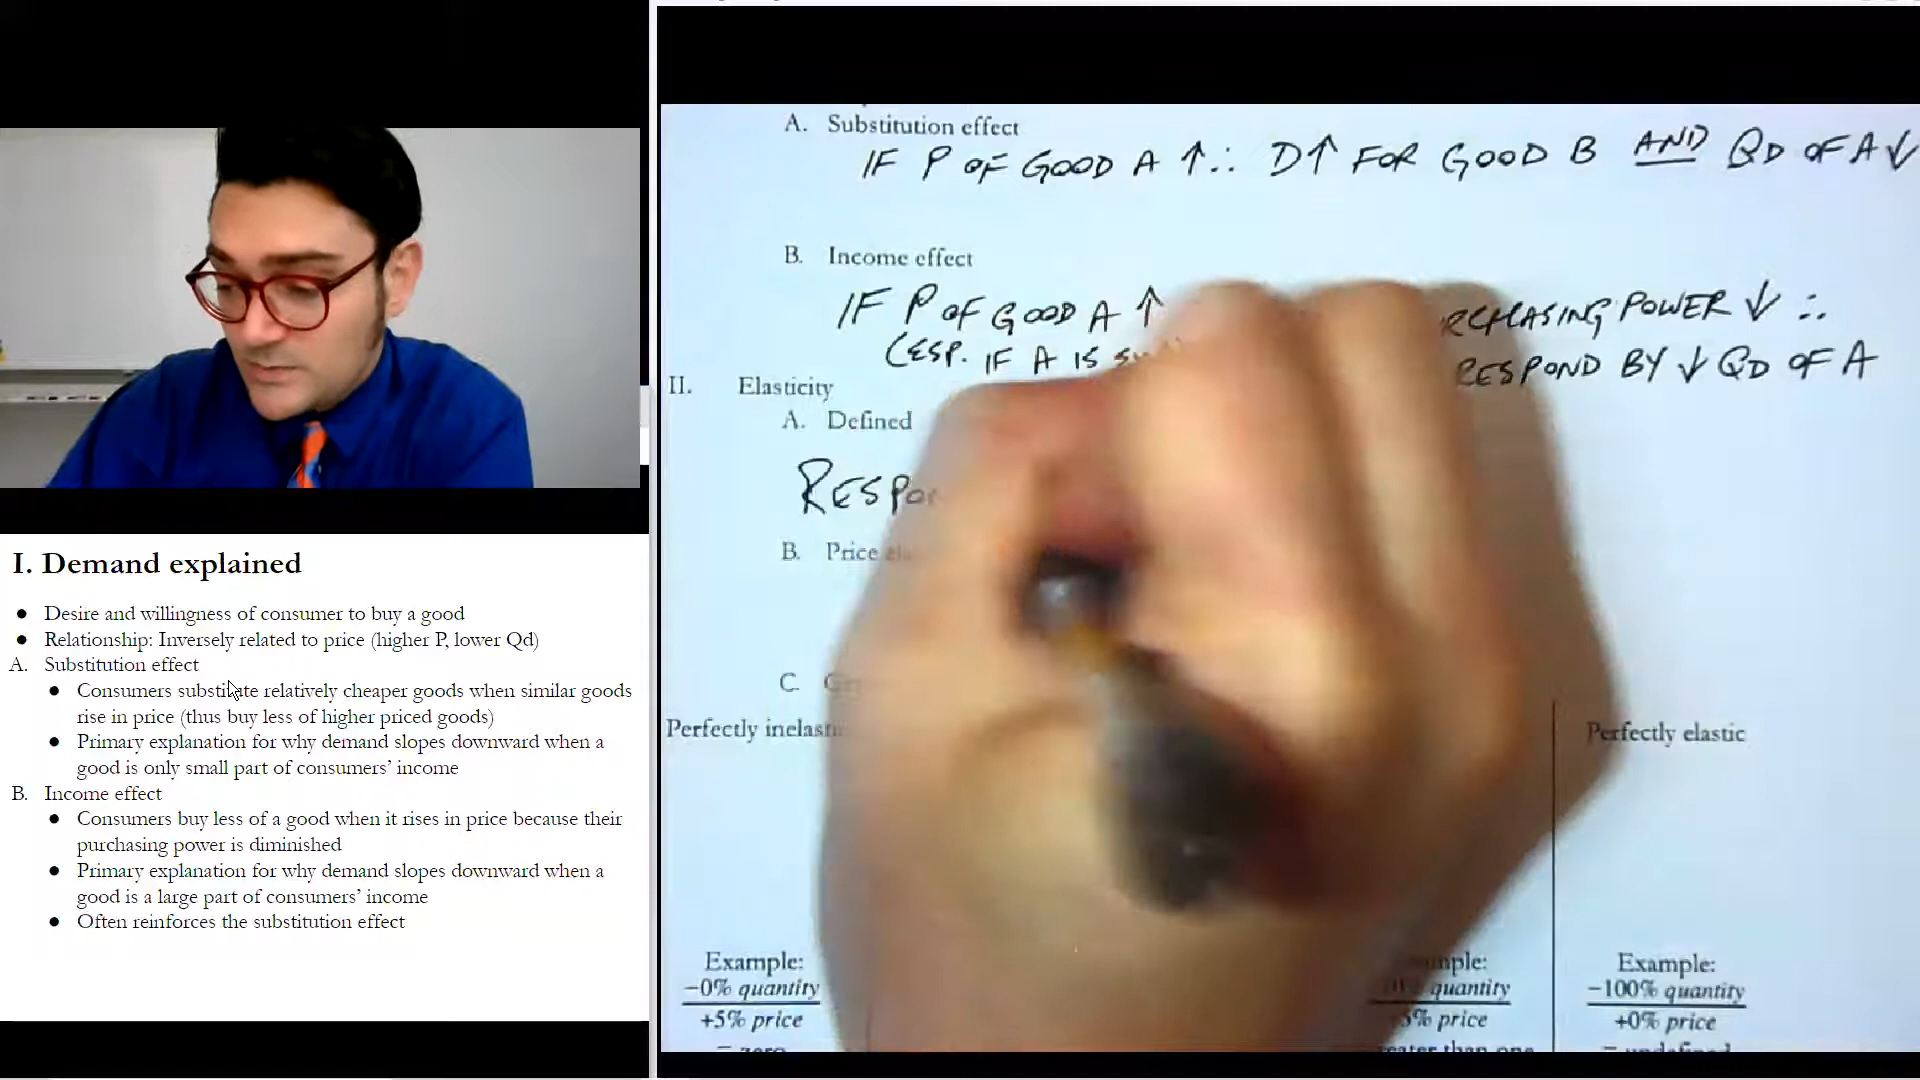 I. Demand explained
● Desire and willingness of consumer to buy a good
● Relationship: Inversely related to price (higher P, lower Qd)
A. Substitution effect
● Consumers substitute relatively cheaper goods when similar goods
rise in price (thus buy less of higher priced goods)
● Primary explanation for why demand slopes downward when a
good is only small part of consumers' income
B. Income effect
● Consumers buy less of a good when it rises in price because their
purchasing power is diminished
● Primary explanation for why demand slopes downward when a
good is a large part of consumers' income
● Often reinforces the substitution effect
A. Substitution effect
IF P OF GOOD A ↑ ∴ D↑ FOR GOOD B AND QD OF A ↓
B. Income effect
IF P OF GOOD A ↑ POWER ↓ ∴
(ESP. IF A IS RESPOND BY ↓ QD OF A
II. Elasticity
A. Defined
B. Price
C.
Perfectly Perfectly elastic
Example: Example:
−0% quantity quantity −100% quantity
+5% price price +0% price